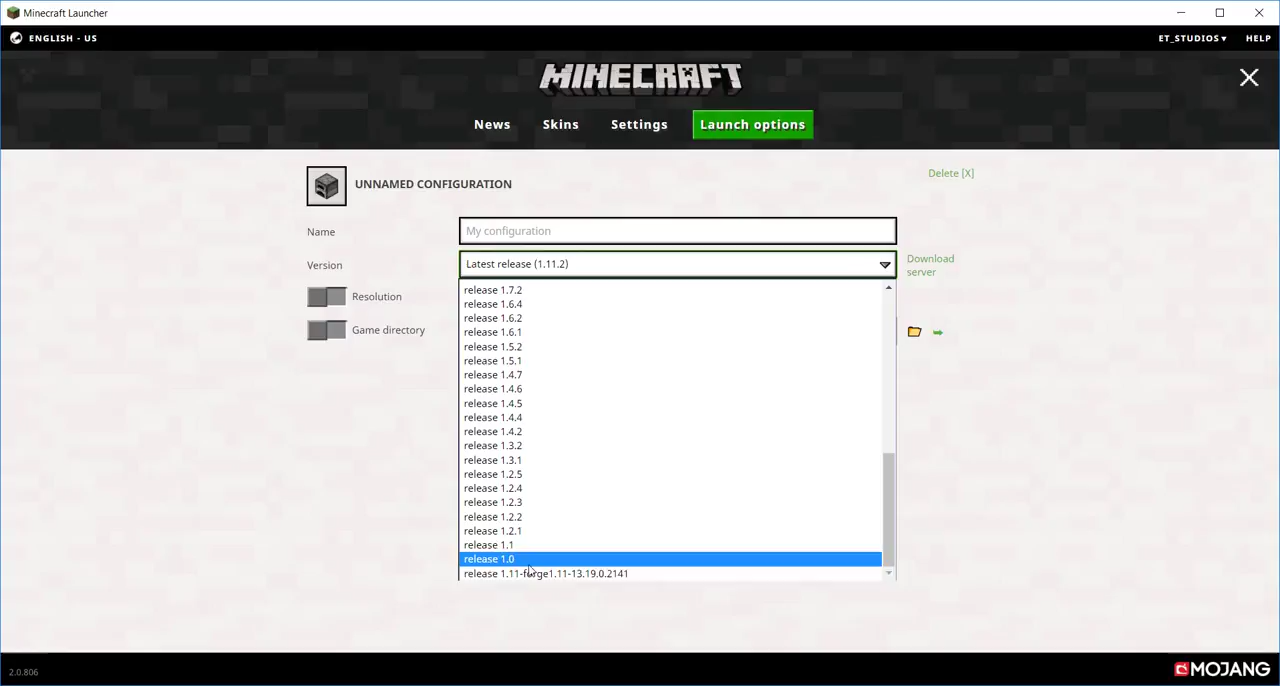 Minecraft Launcher
ENGLISH - US
ET_STUDIOS▾
HELP
MINECRAFT
News
Skins
Settings
Launch options
UNNAMED CONFIGURATION
Delete [X]
Name
My configuration
Version
Latest release (1.11.2)
Download
server
Resolution
Game directory
release 1.7.2
release 1.6.4
release 1.6.2
release 1.6.1
release 1.5.2
release 1.5.1
release 1.4.7
release 1.4.6
release 1.4.5
release 1.4.4
release 1.4.2
release 1.3.2
release 1.3.1
release 1.2.5
release 1.2.4
release 1.2.3
release 1.2.2
release 1.2.1
release 1.1
release 1.0
release 1.11-forge1.11-13.19.0.2141
2.0.806
MOJANG